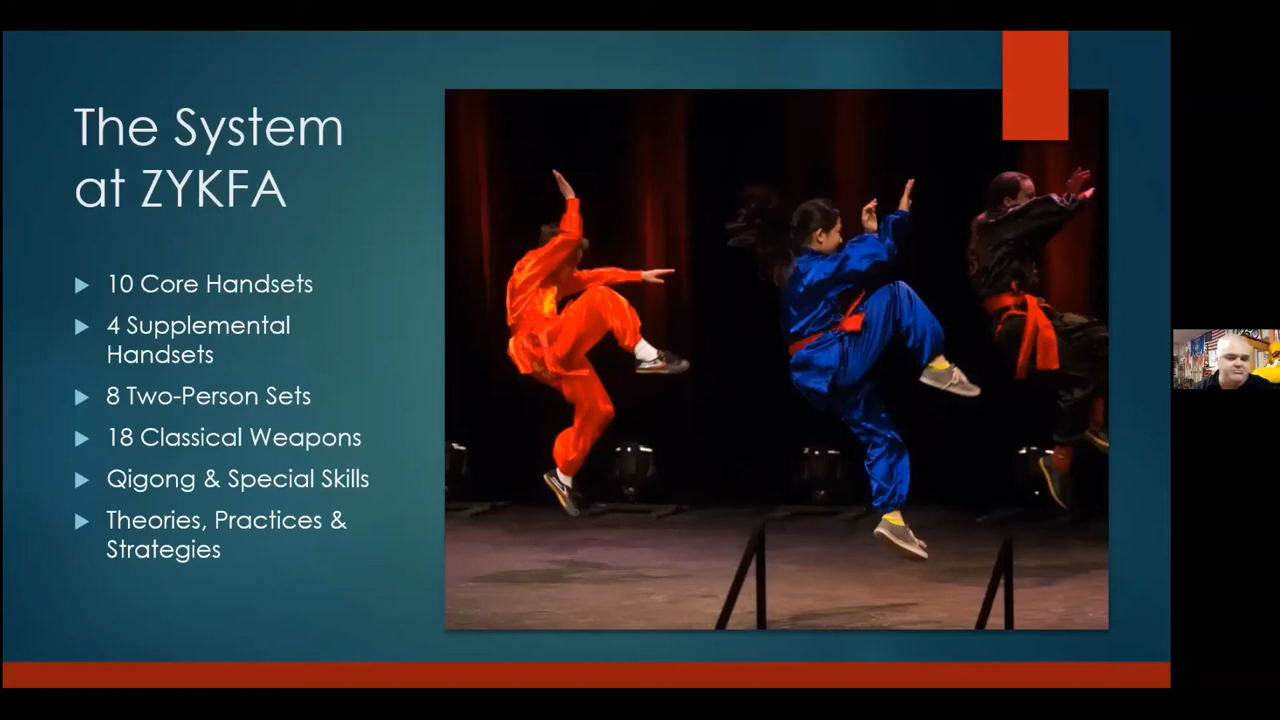 The System
at ZYKFA
10 Core Handsets
4 Supplemental
Handsets
8 Two-Person Sets
18 Classical Weapons
Qigong & Special Skills
Theories, Practices &
Strategies